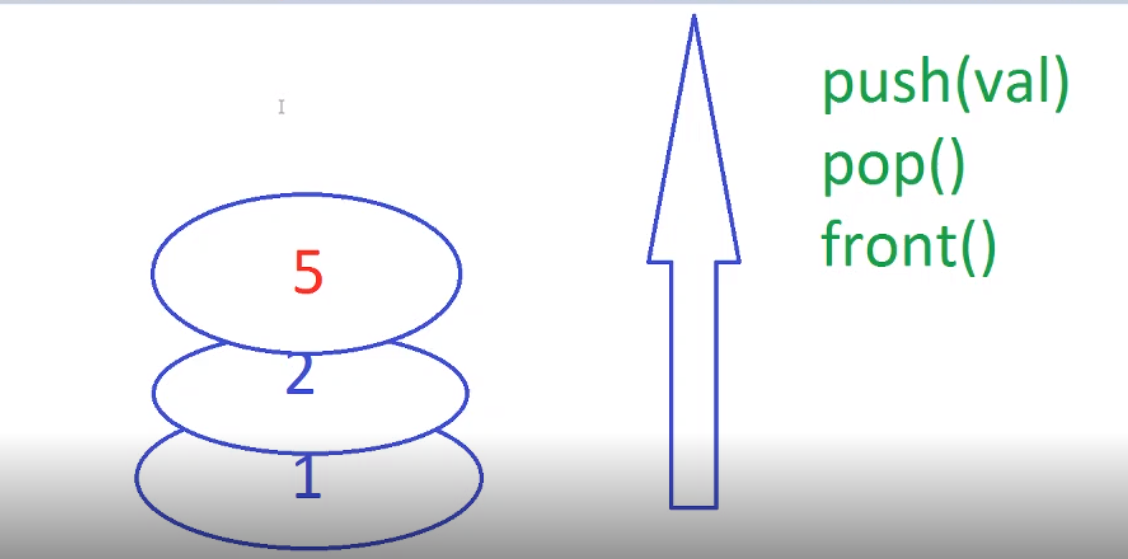 push(val)
pop()
front()
5
2
1